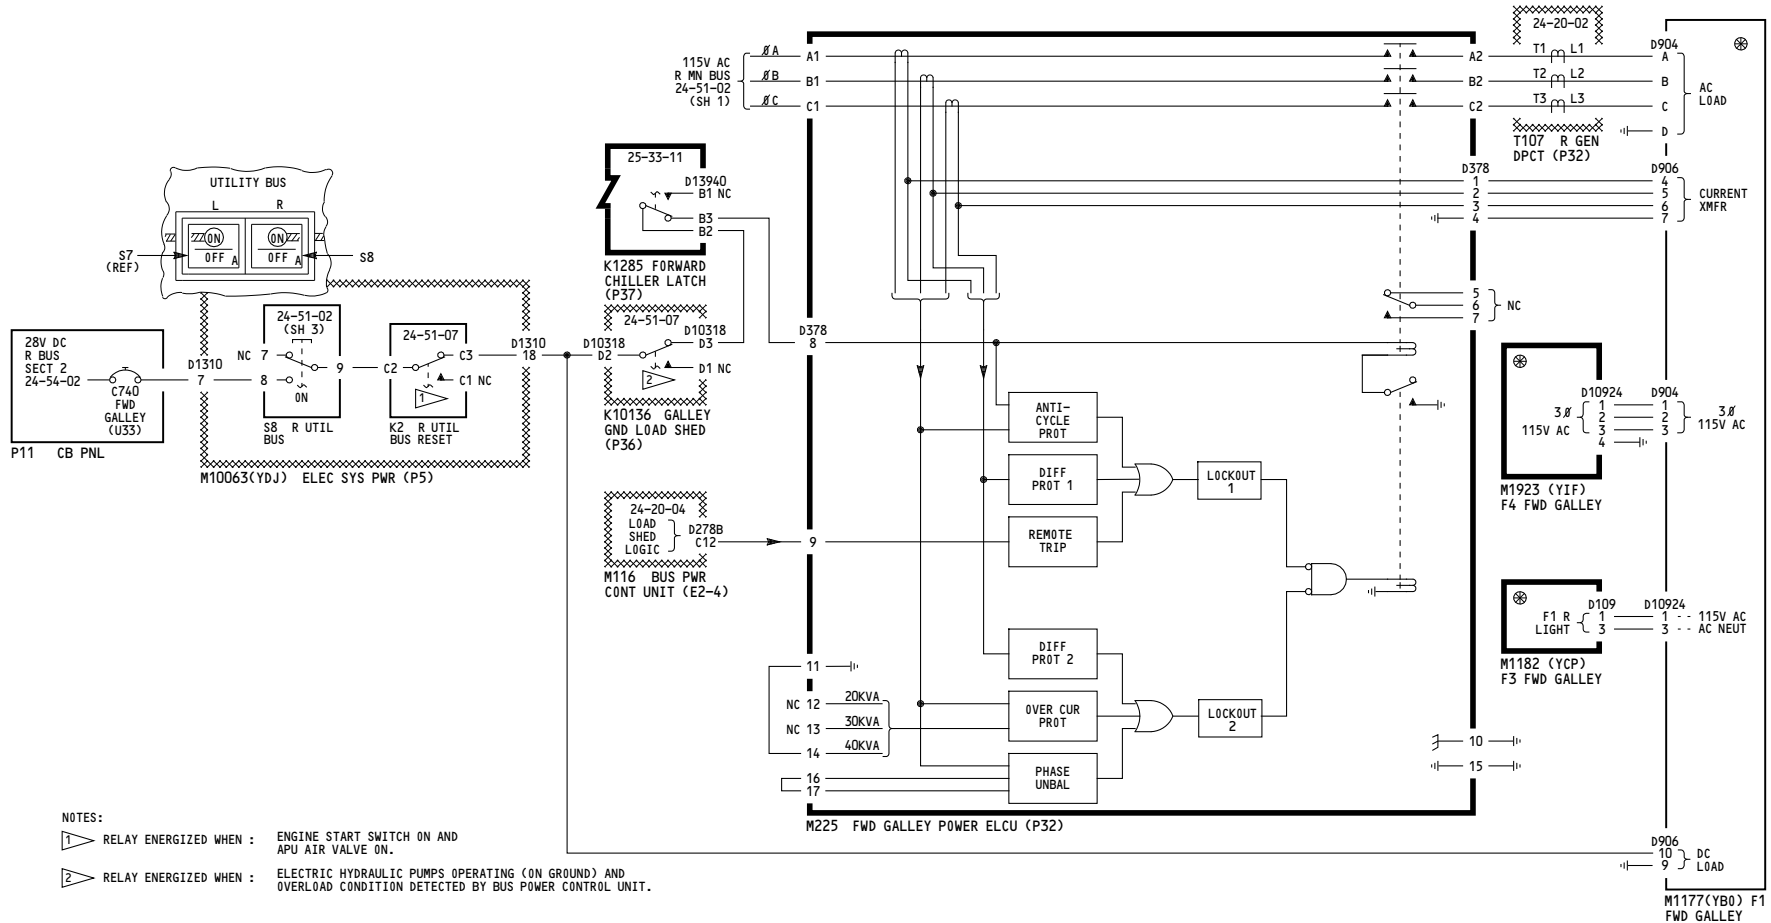 24-20-02
D904
115V AC
R MN BUS
24-51-02
(SH 1)
ØA
ØB
ØC
A1
B1
C1
A2
B2
C2
T1 L1
T2 L2
T3 L3
A
B
C
D
AC
LOAD
T107 R GEN
DPCT (P32)
D378
1
2
3
4
D906
4
5
6
7
CURRENT
XMFR
25-33-11
D13940
B1 NC
B3
B2
K1285 FORWARD
CHILLER LATCH
(P37)
UTILITY BUS
L
R
ON
OFF A
ON
OFF A
S7
(REF)
S8
5
6
7
NC
28V DC
R BUS
SECT 2
24-54-02
C740
FWD
GALLEY
(U33)
P11 CB PNL
D1310
7
24-51-02
(SH 3)
NC 7
8
9
ON
S8 R UTIL
BUS
24-51-07
C2
C3
C1 NC
1
K2 R UTIL
BUS RESET
D1310
18
M10063(YDJ) ELEC SYS PWR (P5)
24-51-07
D10318
D2
D10318
D3
D1 NC
2
K10136 GALLEY
GND LOAD SHED
(P36)
D378
8
24-20-04
LOAD
SHED
LOGIC
D278B
C12
M116 BUS PWR
CONT UNIT (E2-4)
9
ANTI-
CYCLE
PROT
DIFF
PROT 1
REMOTE
TRIP
LOCKOUT
1
DIFF
PROT 2
OVER CUR
PROT
PHASE
UNBAL
LOCKOUT
2
11
NC 12
20KVA
NC 13
30KVA
14
40KVA
16
17
10
15
M225 FWD GALLEY POWER ELCU (P32)
D10924
3Ø
115V AC
1
2
3
4
D904
1
2
3
3Ø
115V AC
M1923 (YIF)
F4 FWD GALLEY
D109
F1 R
LIGHT
1
3
D10924
1
3
115V AC
AC NEUT
M1182 (YCP)
F3 FWD GALLEY
D906
10
9
DC
LOAD
M1177(YB0) F1
FWD GALLEY
NOTES:
1 RELAY ENERGIZED WHEN : ENGINE START SWITCH ON AND
APU AIR VALVE ON.
2 RELAY ENERGIZED WHEN : ELECTRIC HYDRAULIC PUMPS OPERATING (ON GROUND) AND
OVERLOAD CONDITION DETECTED BY BUS POWER CONTROL UNIT.